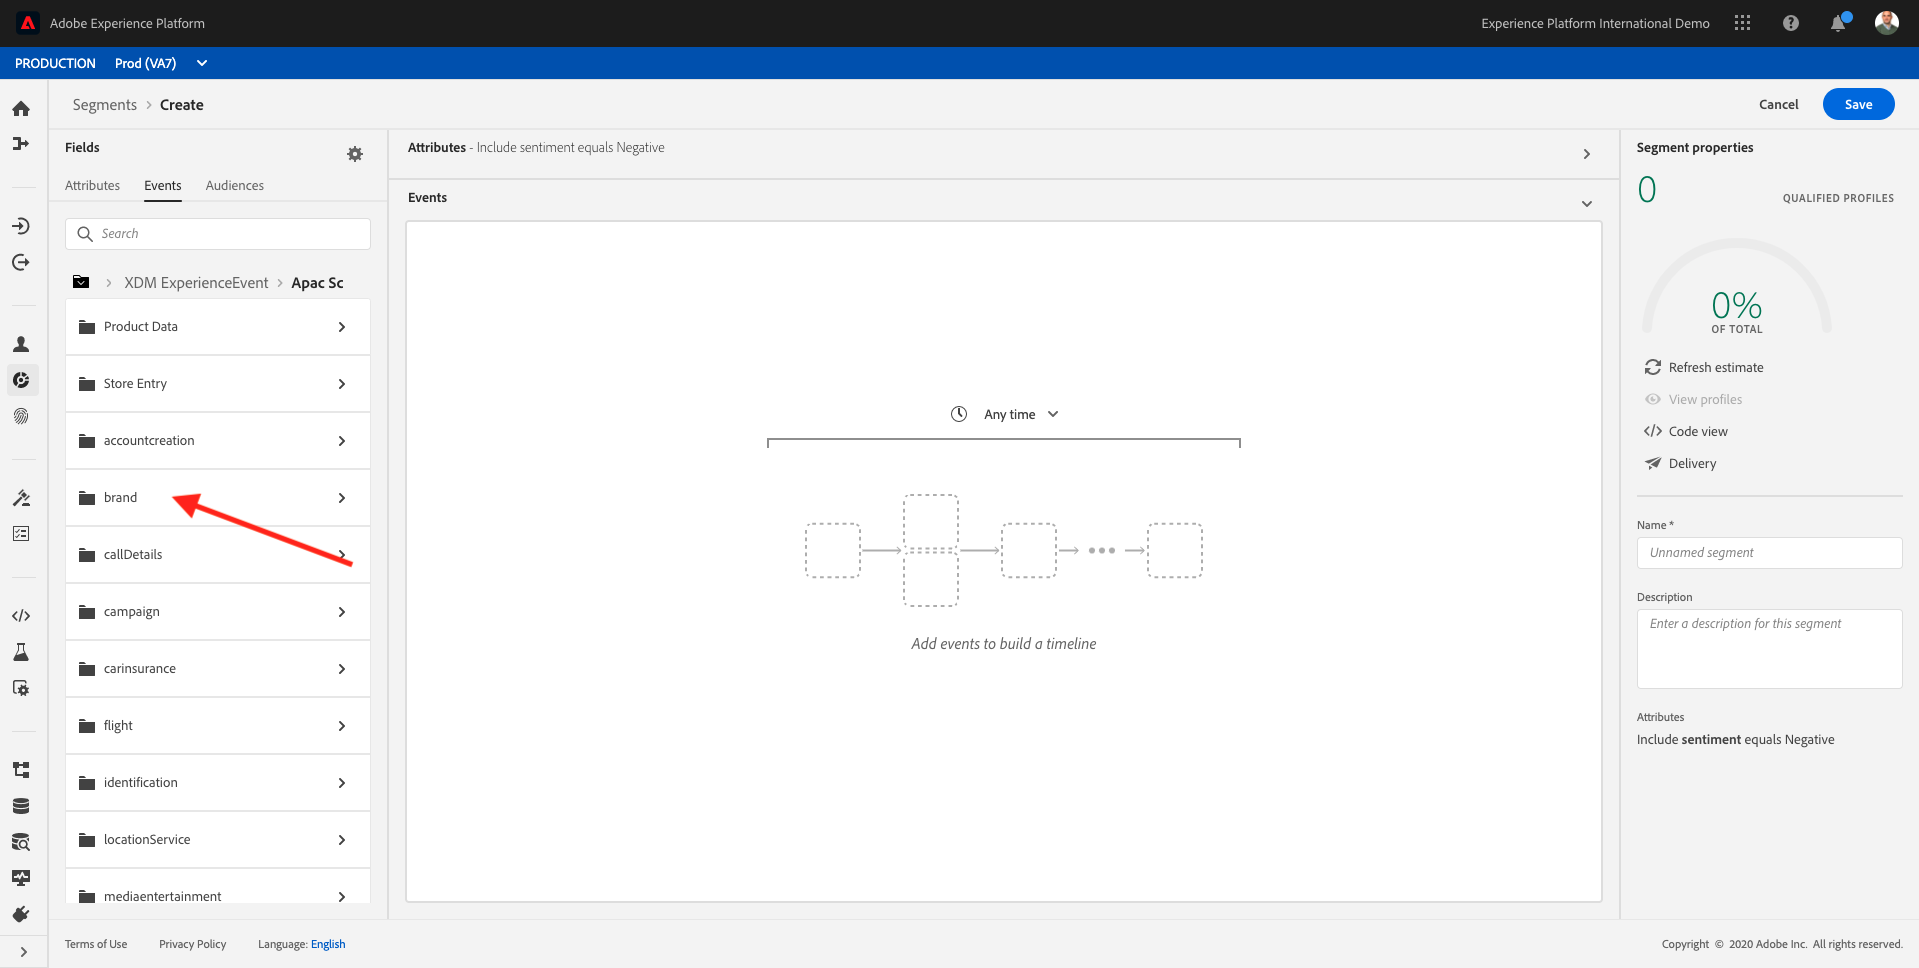 Adobe Experience Platform
Experience Platform International Demo
PRODUCTION Prod (VA7)
Segments > Create
Cancel
Save
Fields
Attributes
Events
Audiences
Search
XDM ExperienceEvent > Apac Sc
Product Data
Store Entry
accountcreation
brand
callDetails
campaign
carinsurance
flight
identification
locationService
mediaentertainment
Attributes - Include sentiment equals Negative
Events
Any time
Add events to build a timeline
Segment properties
0
QUALIFIED PROFILES
0%
OF TOTAL
Refresh estimate
View profiles
</> Code view
Delivery
Name *
Unnamed segment
Description
Enter a description for this segment
Attributes
Include sentiment equals Negative
Terms of Use
Privacy Policy
Language: English
Copyright © 2020 Adobe Inc. All rights reserved.